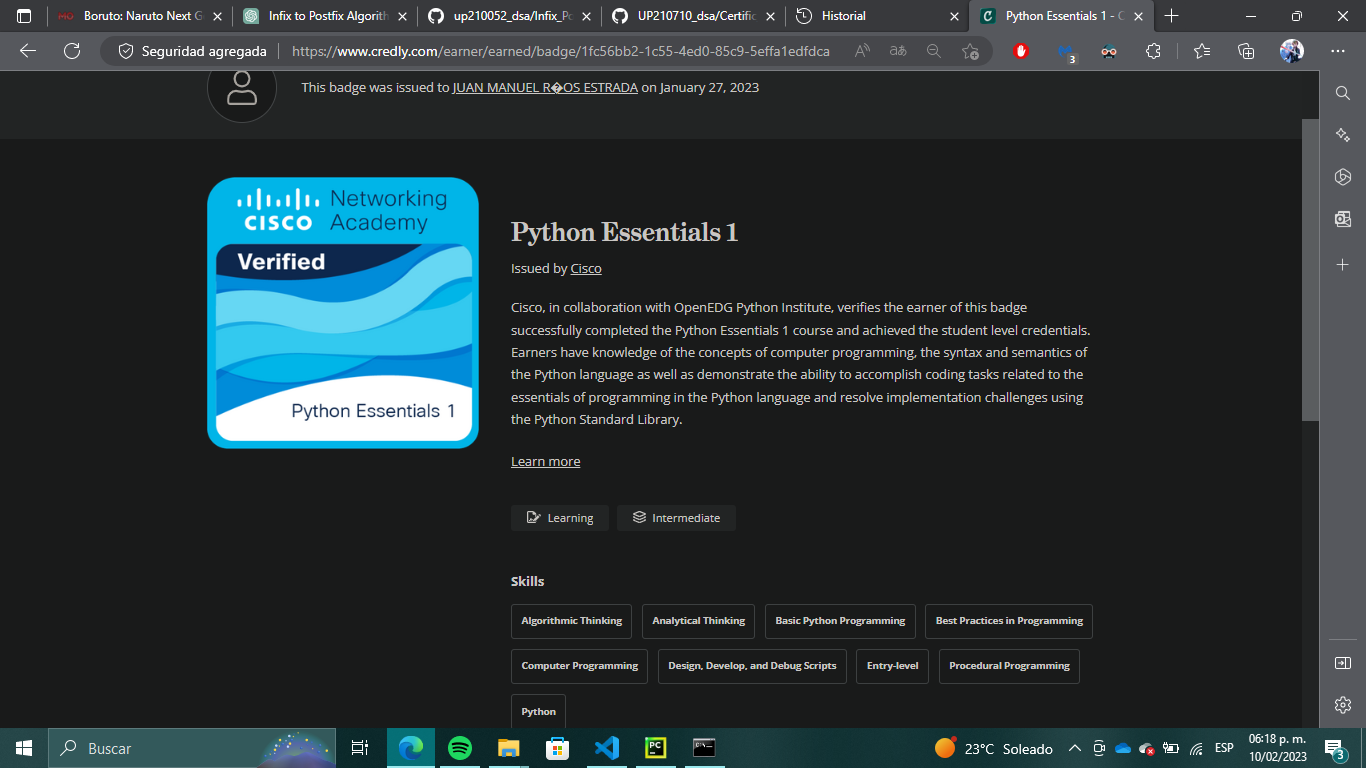 Boruto: Naruto Next G
Infix to Postfix Algorith
up210052_dsa/Infix_Po
UP210710_dsa/Certific
Historial
Python Essentials 1 - C
Seguridad agregada
https://www.credly.com/earner/earned/badge/1fc56bb2-1c55-4ed0-85c9-5effa1edfdca
3
This badge was issued to JUAN MANUEL R�OS ESTRADA on January 27, 2023
CISCO
Networking
Academy
Verified
Python Essentials 1
Python Essentials 1
Issued by Cisco
Cisco, in collaboration with OpenEDG Python Institute, verifies the earner of this badge
successfully completed the Python Essentials 1 course and achieved the student level credentials.
Earners have knowledge of the concepts of computer programming, the syntax and semantics of
the Python language as well as demonstrate the ability to accomplish coding tasks related to the
essentials of programming in the Python language and resolve implementation challenges using
the Python Standard Library.
Learn more
Learning
Intermediate
Skills
Algorithmic Thinking
Analytical Thinking
Basic Python Programming
Best Practices in Programming
Computer Programming
Design, Develop, and Debug Scripts
Entry-level
Procedural Programming
Python
Buscar
PC
23°C Soleado
ESP
06:18 p. m.
10/02/2023
3